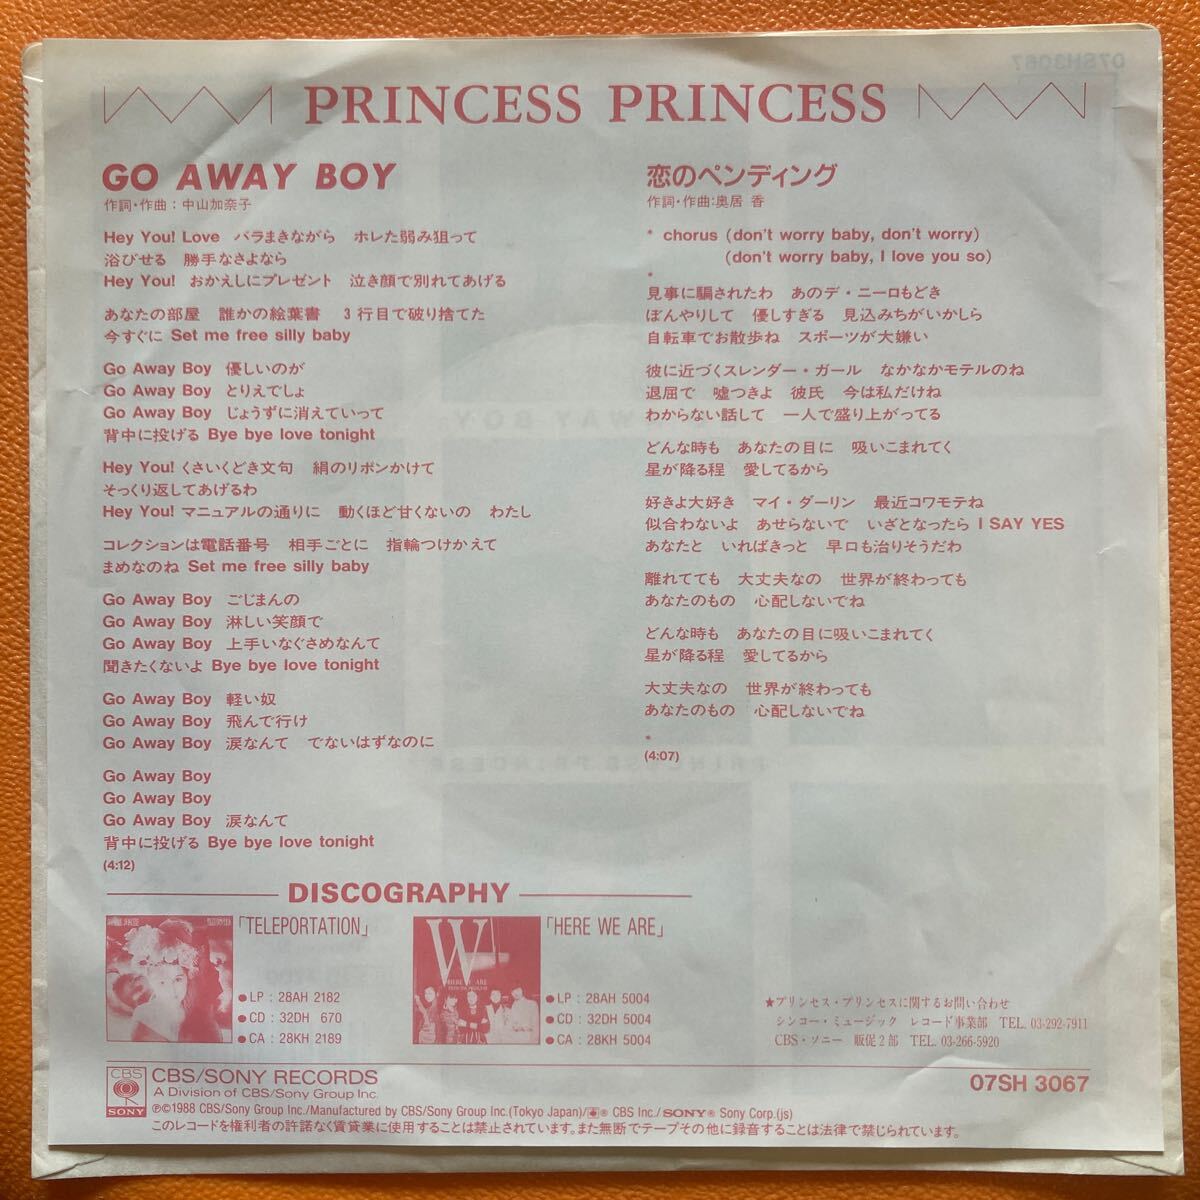 PRINCESS PRINCESS
GO AWAY BOY
作詞・作曲：中山加奈子
Hey You! Love バラまきながら ホレた弱み狙って
浴びせる 勝手なさよなら
Hey You! おかえしにプレゼント 泣き顔で別れてあげる
あなたの部屋 誰かの絵葉書 3行目で破り捨てた
今すぐに Set me free silly baby
Go Away Boy 優しいのが
Go Away Boy とりえでしょ
Go Away Boy じょうずに消えていって
背中に投げる Bye bye love tonight
Hey You! くさいくどき文句 絹のリボンかけて
そっくり返してあげるわ
Hey You! マニュアルの通りに 動くほど甘くないの わたし
コレクションは電話番号 相手ごとに 指輪つけかえて
まめなのね Set me free silly baby
Go Away Boy ごじまんの
Go Away Boy 淋しい笑顔で
Go Away Boy 上手いなぐさめなんて
聞きたくないよ Bye bye love tonight
Go Away Boy 軽い奴
Go Away Boy 飛んで行け
Go Away Boy 涙なんて でないはずなのに
Go Away Boy
Go Away Boy
Go Away Boy 涙なんて
背中に投げる Bye bye love tonight
(4:12)
恋のペンディング
作詞・作曲:奥居 香
* chorus (don't worry baby, don't worry)
(don't worry baby, I love you so)
*
見事に騙されたわ あのデ・ニーロもどき
ぼんやりして 優しすぎる 見込みちがいかしら
自転車でお散歩ね スポーツが大嫌い
彼に近づくスレンダー・ガール なかなかモテルのね
退屈で 嘘つきよ 彼氏 今は私だけね
わからない話して 一人で盛り上がってる
どんな時も あなたの目に 吸いこまれてく
星が降る程 愛してるから
好きよ大好き マイ・ダーリン 最近コワモテね
似合わないよ あせらないで いざとなったら I SAY YES
あなたと いればきっと 早口も治りそうだわ
離れてても 大丈夫なの 世界が終わっても
あなたのもの 心配しないでね
どんな時も あなたの目に吸いこまれてく
星が降る程 愛してるから
大丈夫なの 世界が終わっても
あなたのもの 心配しないでね
*
(4:07)
DISCOGRAPHY
「TELEPORTATION」
●LP : 28AH 2182
●CD : 32DH 670
●CA : 28KH 2189
W
HERE WE ARE
PRINCESS PRINCESS
「HERE WE ARE」
●LP : 28AH 5004
●CD : 32DH 5004
●CA : 28KH 5004
★プリンセス・プリンセスに関するお問い合わせ
シンコー・ミュージック レコード事業部 TEL. 03-292-7911
CBS・ソニー 販促2部 TEL. 03-266-5920
CBS
SONY
CBS/SONY RECORDS
A Division of CBS/Sony Group Inc.
07SH 3067
℗©1988 CBS/Sony Group Inc./Manufactured by CBS/Sony Group Inc.(Tokyo Japan)/® CBS Inc./SONY® Sony Corp.(js)
このレコードを権利者の許諾なく賃貸業に使用することは禁止されています。また無断でテープその他に録音することは法律で禁じられています。